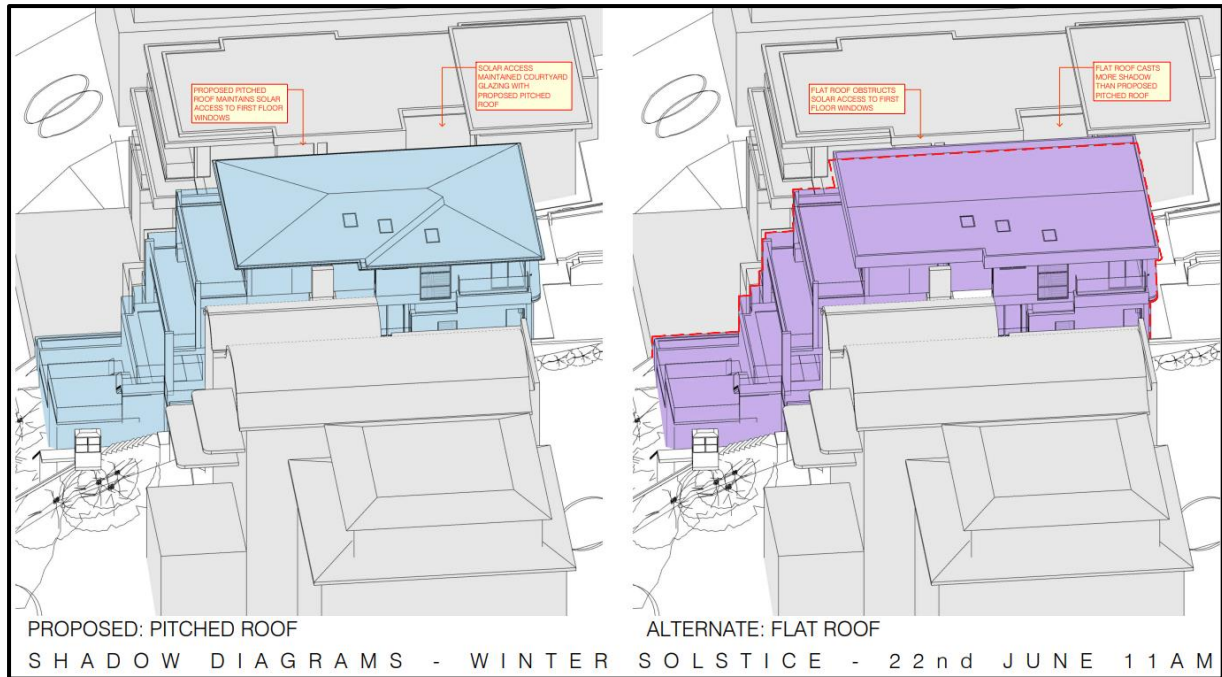 PROPOSED PITCHED
ROOF MAINTAINS SOLAR
ACCESS TO FIRST FLOOR
WINDOWS
SOLAR ACCESS
MAINTAINED COURTYARD
GLAZING WITH
PROPOSED PITCHED
ROOF
FLAT ROOF OBSTRUCTS
SOLAR ACCESS TO FIRST
FLOOR WINDOWS
FLAT ROOF CASTS
MORE SHADOW
THAN PROPOSED
PITCHED ROOF
PROPOSED: PITCHED ROOF
ALTERNATE: FLAT ROOF
SHADOW DIAGRAMS - WINTER SOLSTICE - 22nd JUNE 11AM